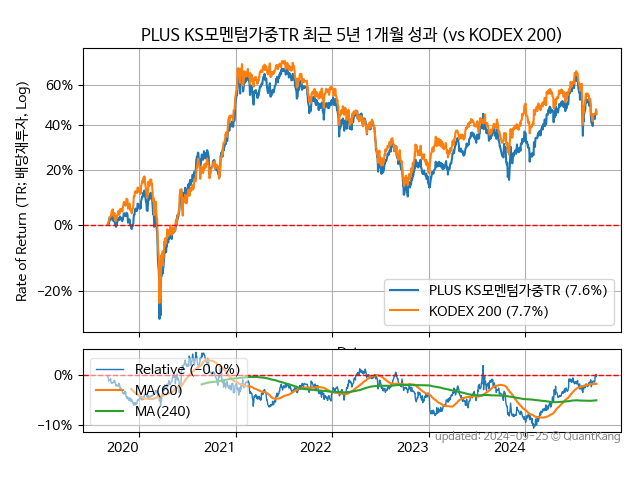 PLUS KS모멘텀가중TR 최근 5년 1개월 성과 (vs KODEX 200)
Rate of Return (TR: 배당재투자, Log)
60%
40%
20%
0%
−20%
PLUS KS모멘텀가중TR (7.6%)
KODEX 200 (7.7%)
0%
−10%
Relative (−0.0%)
MA(60)
MA(240)
2020
2021
2022
2023
2024
updated: 2024-09-25 © QuantKang